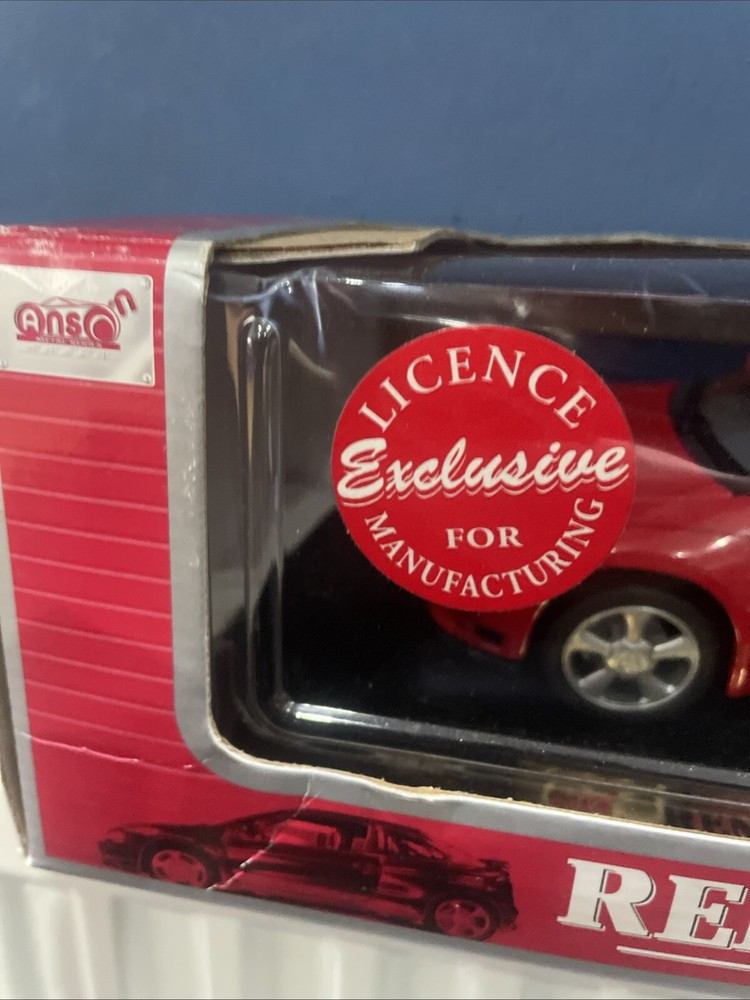 Anson
LICENCE
Exclusive
FOR
MANUFACTURING
RE